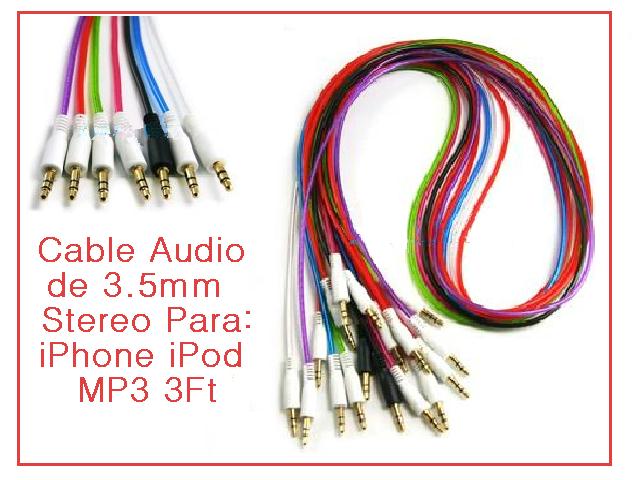 Cable Audio
de 3.5mm
Stereo Para:
iPhone iPod
MP3 3Ft